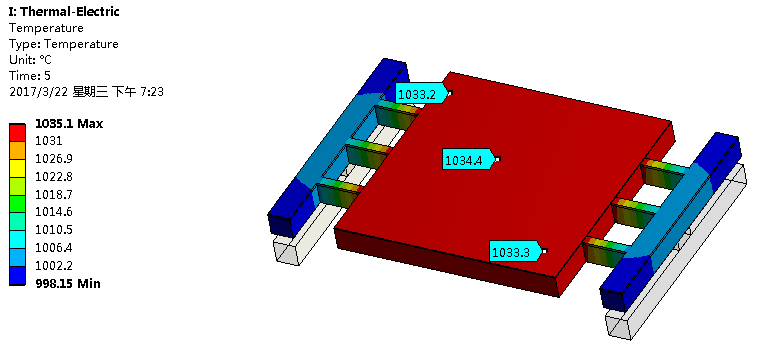 I: Thermal-Electric
Temperature
Type: Temperature
Unit: °C
Time: 5
2017/3/22 星期三 下午 7:23
1035.1 Max
1031
1026.9
1022.8
1018.7
1014.6
1010.5
1006.4
1002.2
998.15 Min
1033.2
1034.4
1033.3